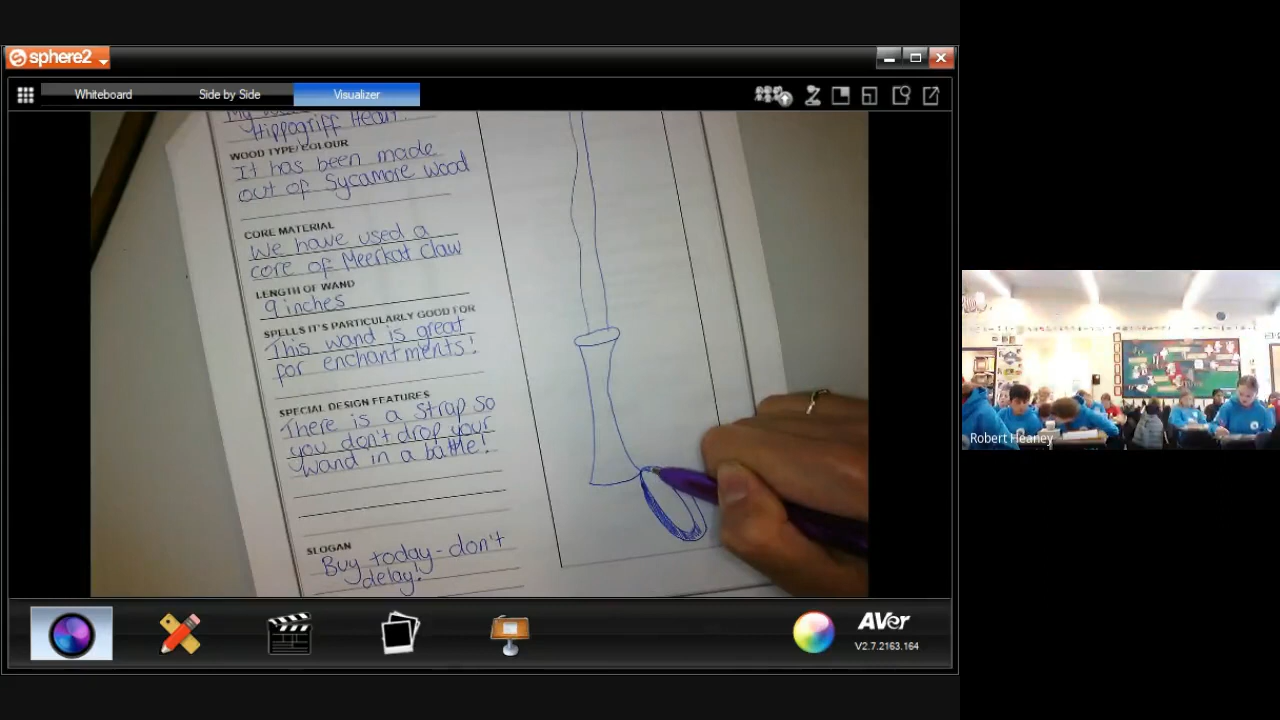 sphere2
Whiteboard
Side by Side
Visualizer
Hippogriff Heart
WOOD TYPE/COLOUR
It has been made
out of Sycamore wood
CORE MATERIAL
We have used a
core of Meerkat Claw
LENGTH OF WAND
9 inches
SPELLS IT'S PARTICULARLY GOOD FOR
This wand is great
for enchantments!
SPECIAL DESIGN FEATURES
There is a strap so
you don't drop your
wand in a battle!
SLOGAN
Buy today - don't
delay!
AVer
V2.7.2163.164
Robert Heaney